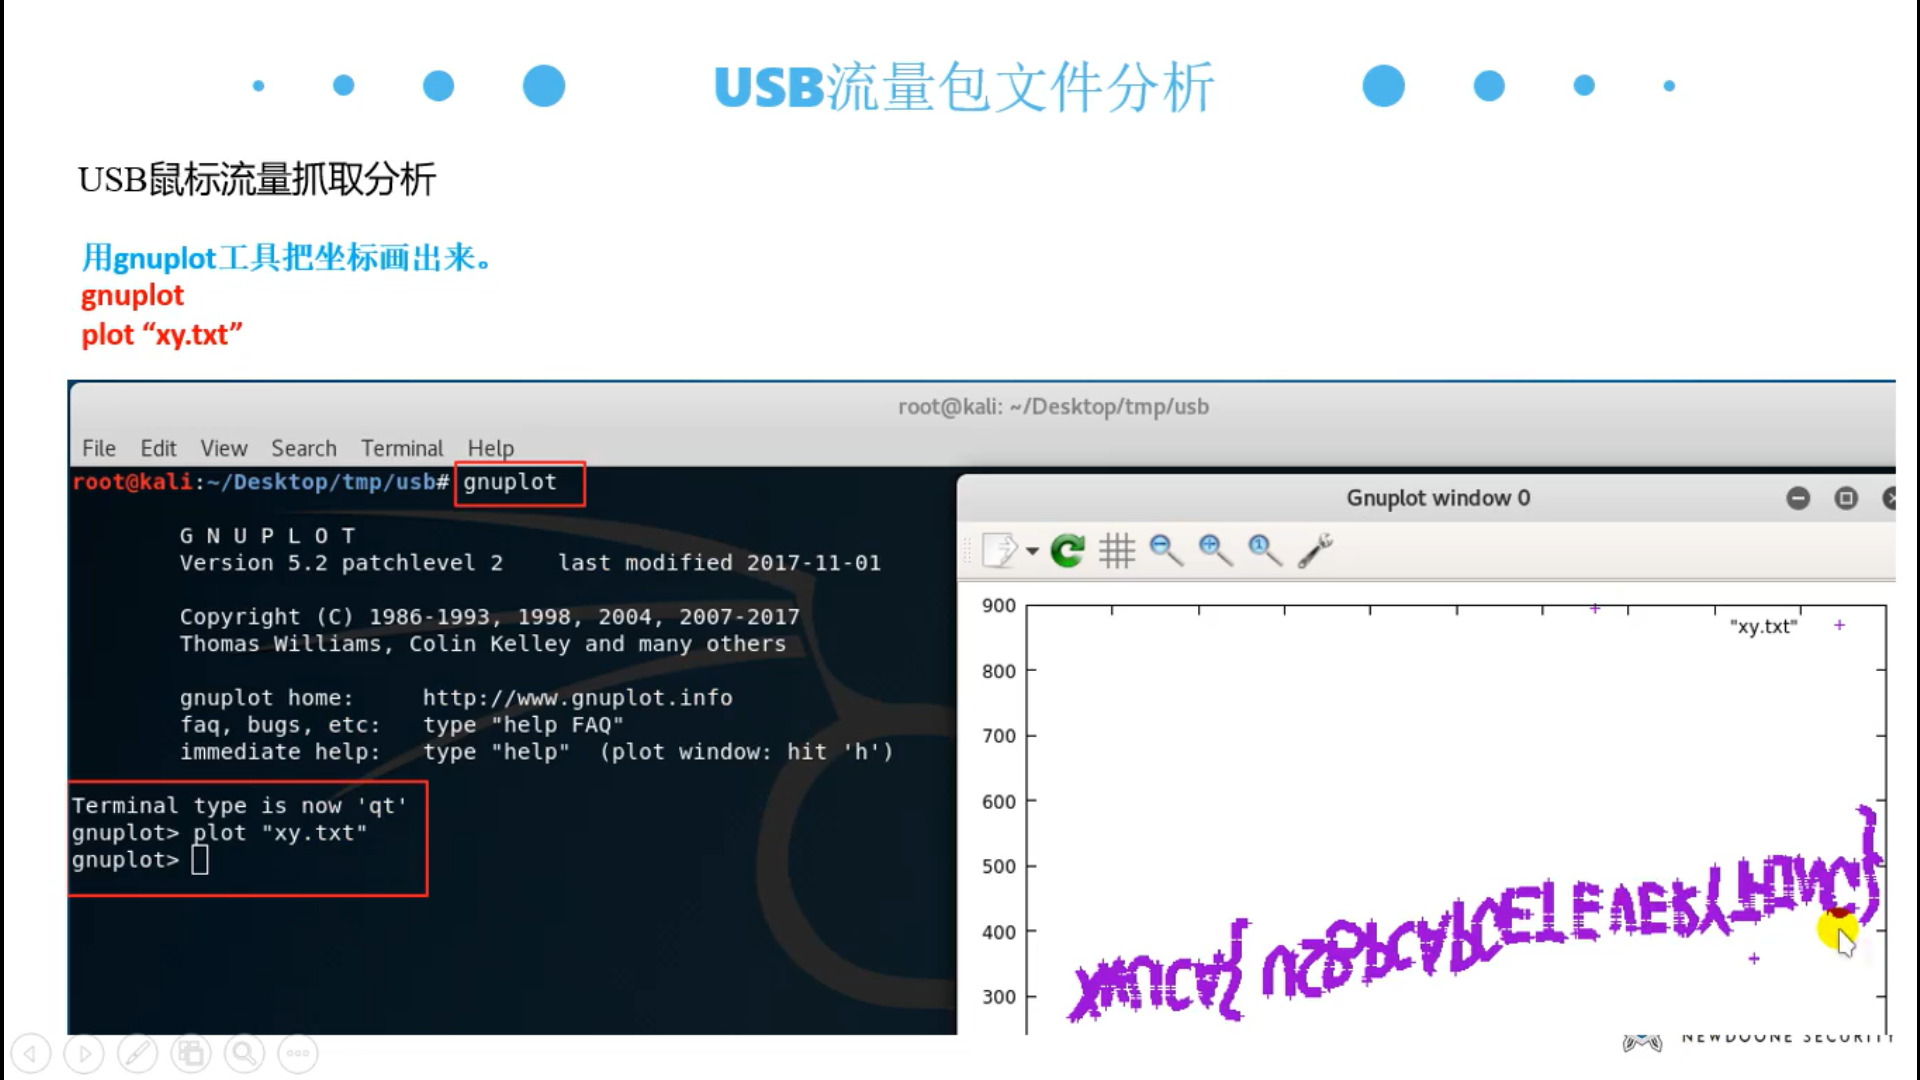 USB流量包文件分析
USB鼠标流量抓取分析
用gnuplot工具把坐标画出来。
gnuplot
plot “xy.txt”
root@kali: ~/Desktop/tmp/usb
File Edit View Search Terminal Help
root@kali:~/Desktop/tmp/usb# gnuplot
G N U P L O T
Version 5.2 patchlevel 2 last modified 2017-11-01
Copyright (C) 1986-1993, 1998, 2004, 2007-2017
Thomas Williams, Colin Kelley and many others
gnuplot home: http://www.gnuplot.info
faq, bugs, etc: type "help FAQ"
immediate help: type "help" (plot window: hit 'h')
Terminal type is now 'qt'
gnuplot> plot "xy.txt"
gnuplot>
Gnuplot window 0
"xy.txt"
900
800
700
600
500
400
300
NEWDOONE SECURITY